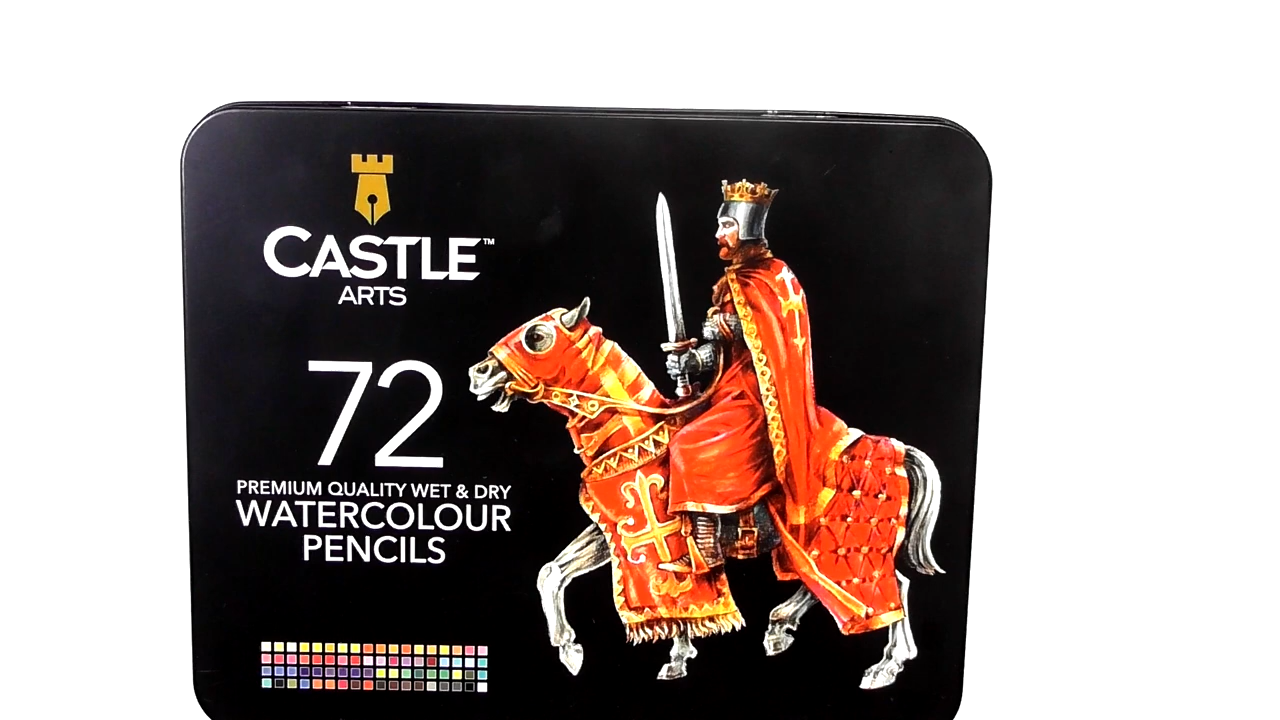 CASTLE™
ARTS
72
PREMIUM QUALITY WET & DRY
WATERCOLOUR
PENCILS